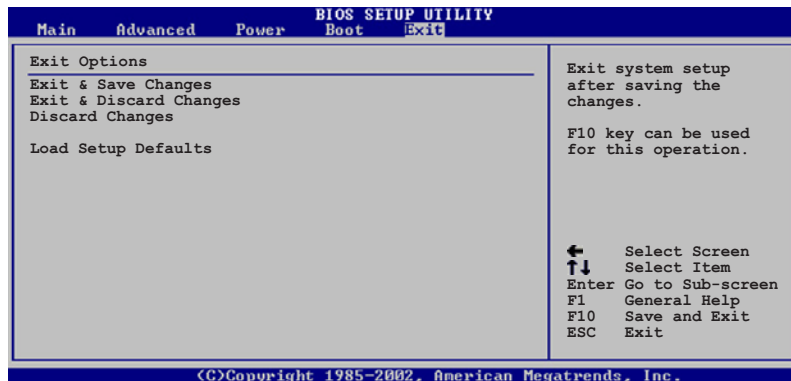 BIOS SETUP UTILITY
Main Advanced Power Boot Exit
Exit Options
Exit & Save Changes
Exit & Discard Changes
Discard Changes
Load Setup Defaults
Exit system setup
after saving the
changes.
F10 key can be used
for this operation.
← Select Screen
↑↓ Select Item
Enter Go to Sub-screen
F1 General Help
F10 Save and Exit
ESC Exit
(C)Copyright 1985-2002, American Megatrends, Inc.